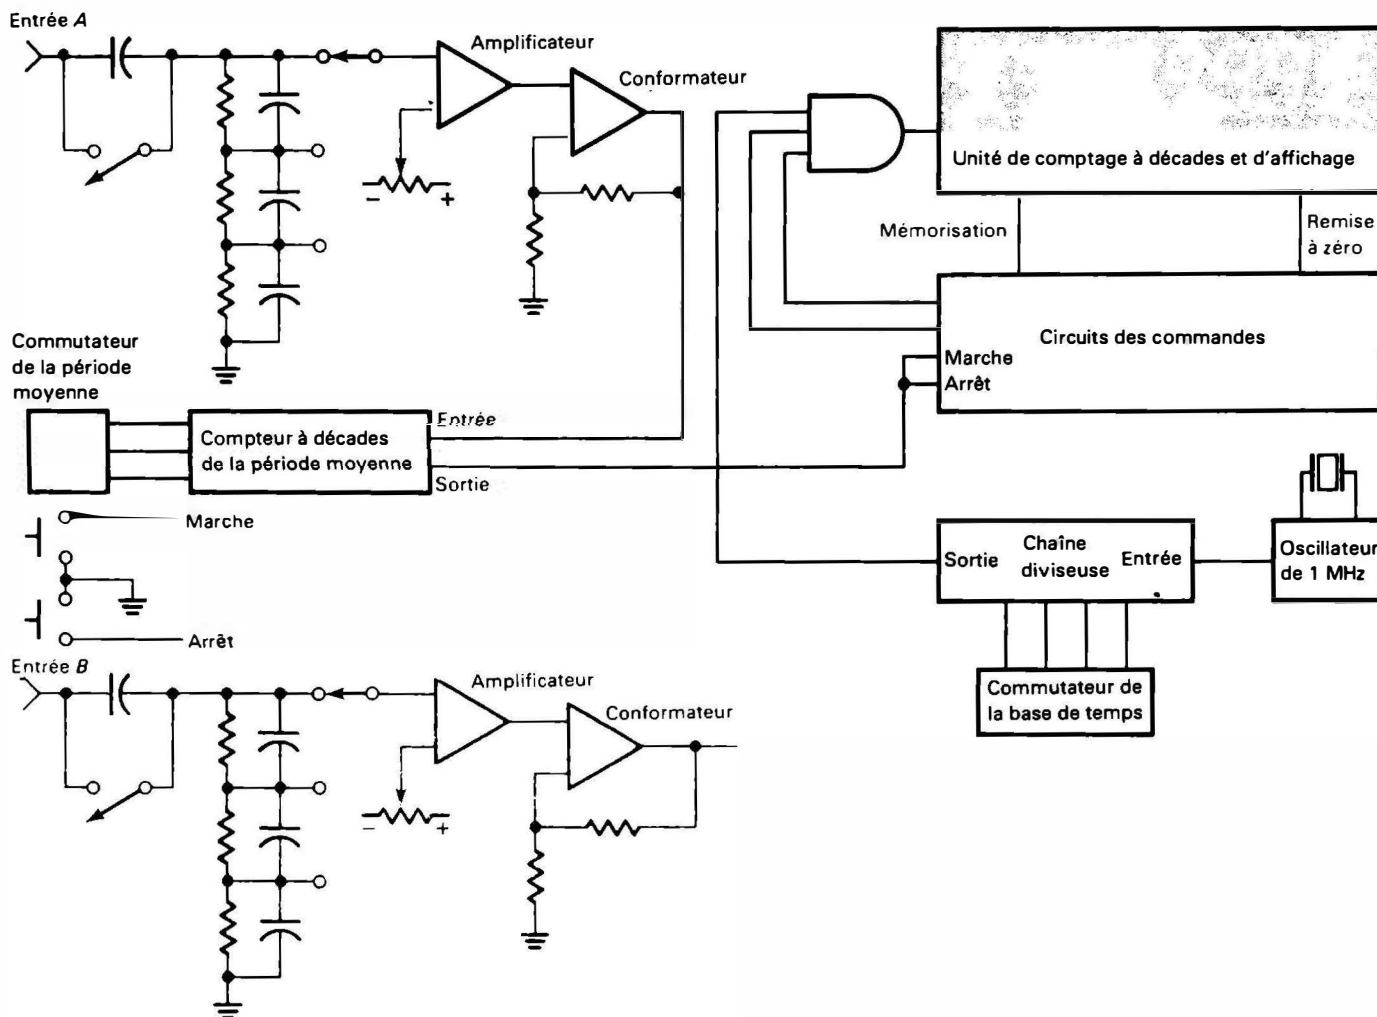 Entrée A
Amplificateur
Conformateur
− +
Unité de comptage à décades et d'affichage
Mémorisation
Remise
à zéro
Circuits des commandes
Marche
Arrêt
Commutateur
de la période
moyenne
Compteur à décades
de la période moyenne
Entrée
Sortie
Marche
Arrêt
Sortie
Chaîne
diviseuse
Entrée
Oscillateur
de 1 MHz
Commutateur de
la base de temps
Entrée B
Amplificateur
Conformateur
− +